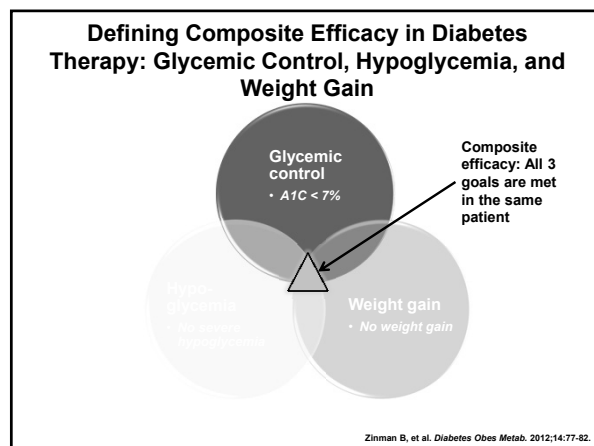 Defining Composite Efficacy in Diabetes
Therapy: Glycemic Control, Hypoglycemia, and
Weight Gain
Glycemic
control
• A1C < 7%
Composite
efficacy: All 3
goals are met
in the same
patient
Hypo-
glycemia
• No severe
hypoglycemia
Weight gain
• No weight gain
Zinman B, et al. Diabetes Obes Metab. 2012;14:77-82.